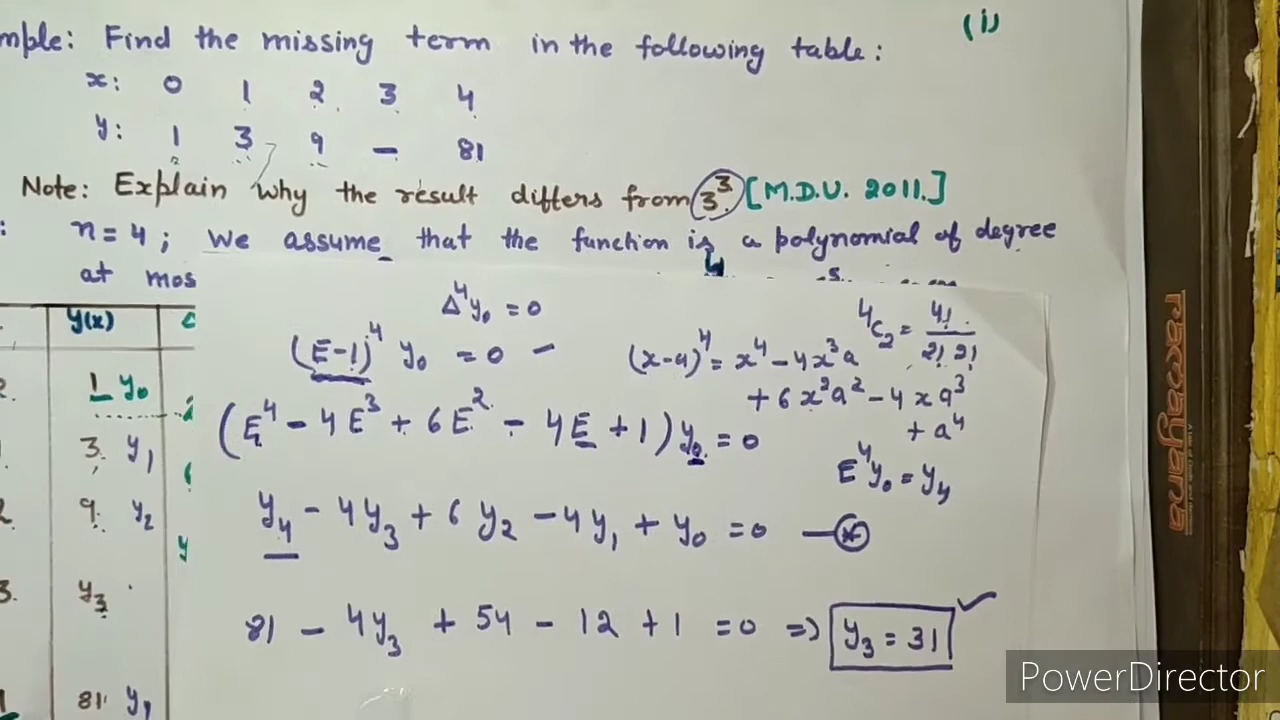 mple: Find the missing term in the following table: (i)
x: 0 1 2 3 4
y: 1 3 9 — 81
Note: Explain why the result differs from 3³ [M.D.U. 2011.]
: n = 4 ; We assume that the function is a polynomial of degree
at mos
y(x)
1 y₀
3. y₁
9. y₂
3. y₃
81 y₄
Δ⁴y₀ = 0
(E-1)⁴ y₀ = 0 –
(E⁴ - 4E³ + 6E² - 4E + 1) y₀ = 0
⁴C₂ = 4! / 2! 2!
(x-a)⁴ = x⁴ - 4x³a
+ 6x²a² - 4xa³
+ a⁴
E⁴y₀ = y₄
y₄ - 4y₃ + 6y₂ - 4y₁ + y₀ = 0 — *
81 - 4y₃ + 54 - 12 + 1 = 0 => y₃ = 31 ✓
Ramayana
PowerDirector